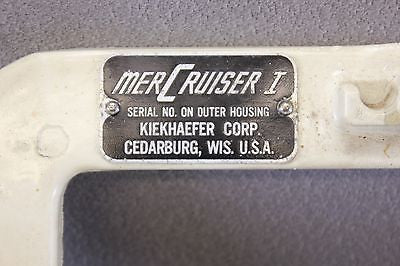 MERCRUISER I
SERIAL NO. ON OUTER HOUSING
KIEKHAEFER CORP.
CEDARBURG, WIS. U.S.A.